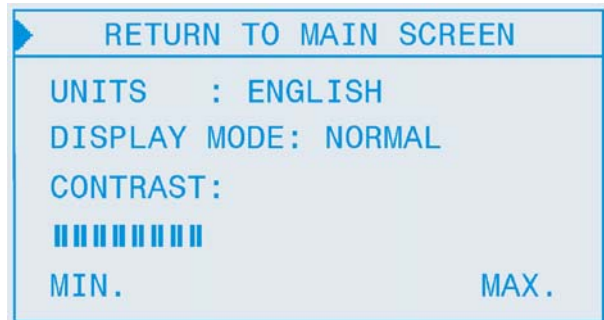 RETURN TO MAIN SCREEN
UNITS : ENGLISH
DISPLAY MODE: NORMAL
CONTRAST:
MIN. MAX.